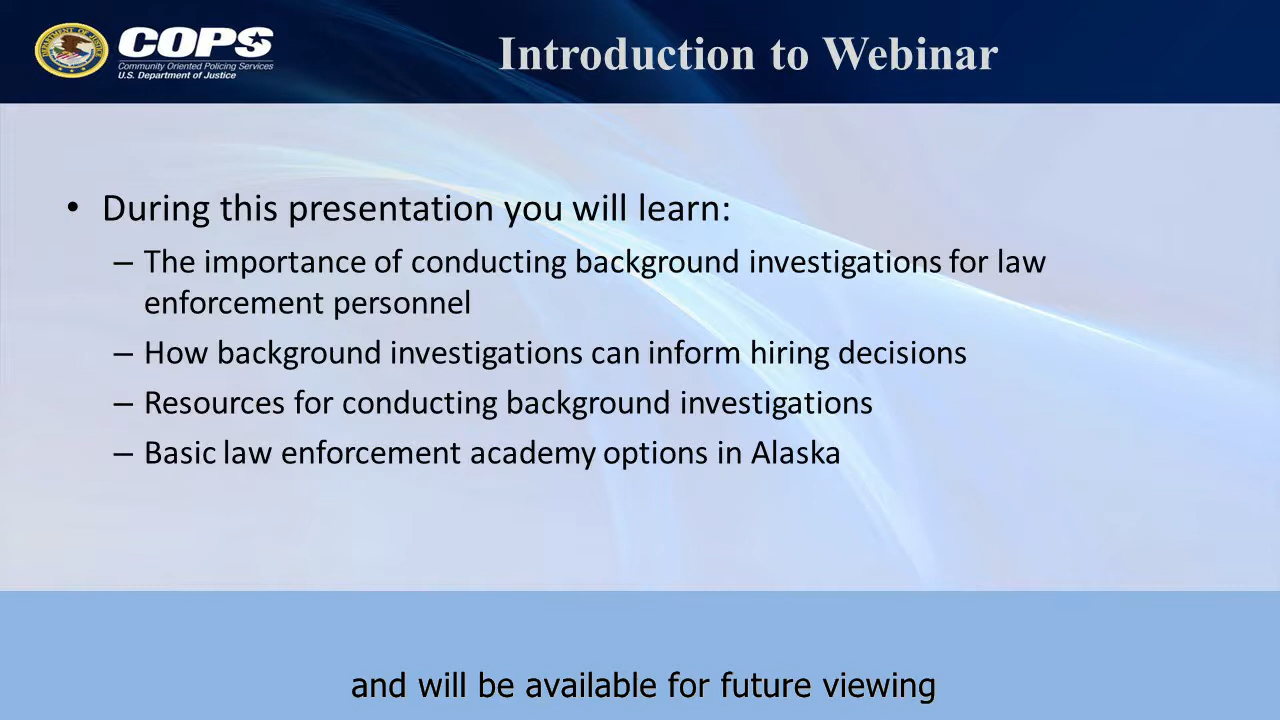 COPS
Community Oriented Policing Services
U.S. Department of Justice
Introduction to Webinar
• During this presentation you will learn:
– The importance of conducting background investigations for law
enforcement personnel
– How background investigations can inform hiring decisions
– Resources for conducting background investigations
– Basic law enforcement academy options in Alaska
and will be available for future viewing